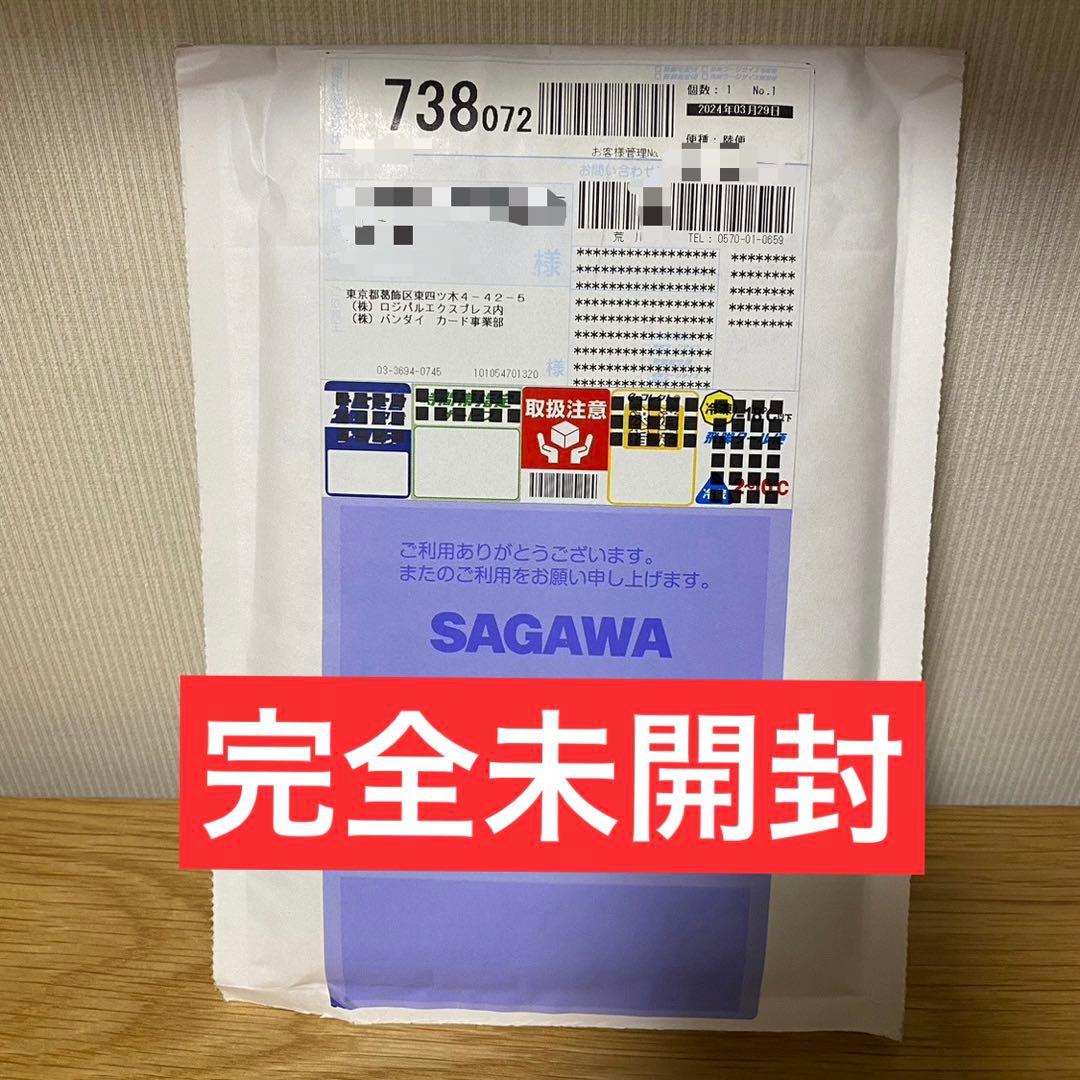 738072
個数: 1 No.1
2024年03月29日
便種: 陸便
お客様管理No.
お問い合わせ
荒川 TEL: 0570-01-0659
様
*****************
********
*****************
********
*****************
********
*****************
********
*****************
********
*****************
*****************
*****************
東京都葛飾区東四ツ木4-42-5
(株)ロジパルエクスプレス内
(株)バンダイ カード事業部
様
03-3694-0745 101054701320
取扱注意
ご利用ありがとうございます。
またのご利用をお願い申し上げます。
SAGAWA
完全未開封